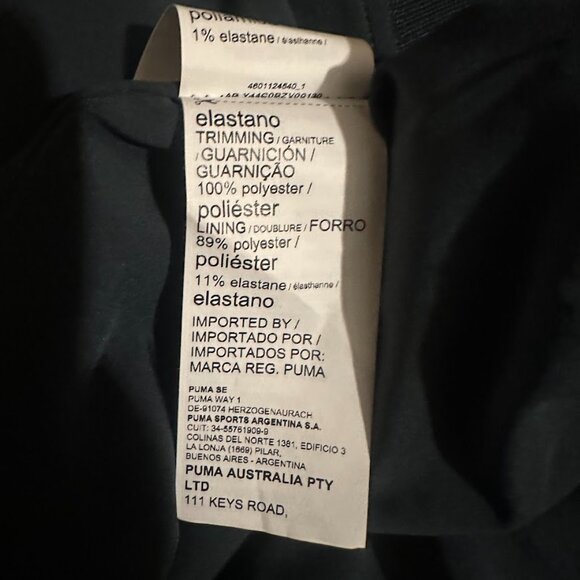 1% elastane / élasthanne /
4601124640_1
elastano
TRIMMING / GARNITURE
/ GUARNICIÓN /
GUARNIÇÃO
100% polyester /
poliéster
LINING / DOUBLURE / FORRO
89% polyester /
poliéster
11% elastane / élasthanne /
elastano
IMPORTED BY /
IMPORTADO POR /
IMPORTADOS POR:
MARCA REG. PUMA
PUMA SE
PUMA WAY 1
DE-91074 HERZOGENAURACH
PUMA SPORTS ARGENTINA S.A.
CUIT: 34-55761909-9
COLINAS DEL NORTE 1381, EDIFICIO 3
LA LONJA (1669) PILAR,
BUENOS AIRES - ARGENTINA
PUMA AUSTRALIA PTY
LTD
111 KEYS ROAD,